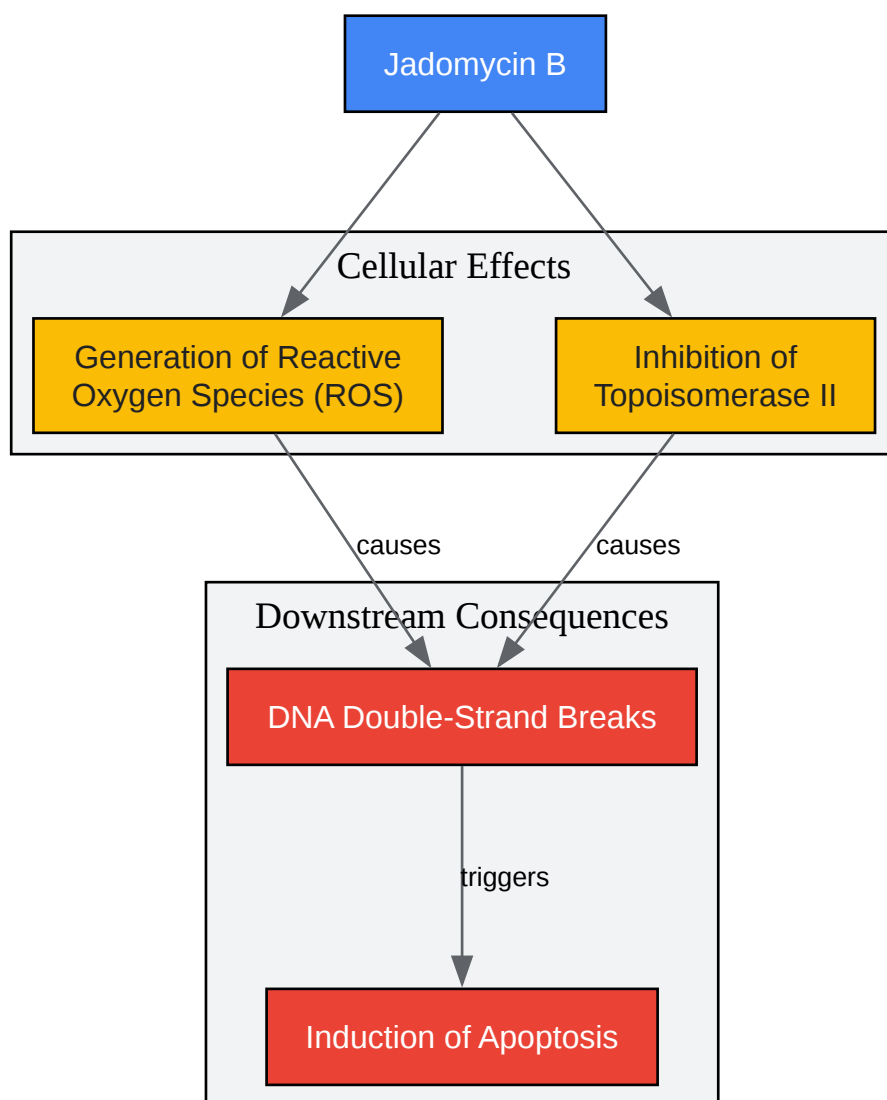 Jadomycin B
Cellular Effects
Generation of Reactive
Oxygen Species (ROS)
Inhibition of
Topoisomerase II
causes
causes
Downstream Consequences
DNA Double-Strand Breaks
triggers
Induction of Apoptosis